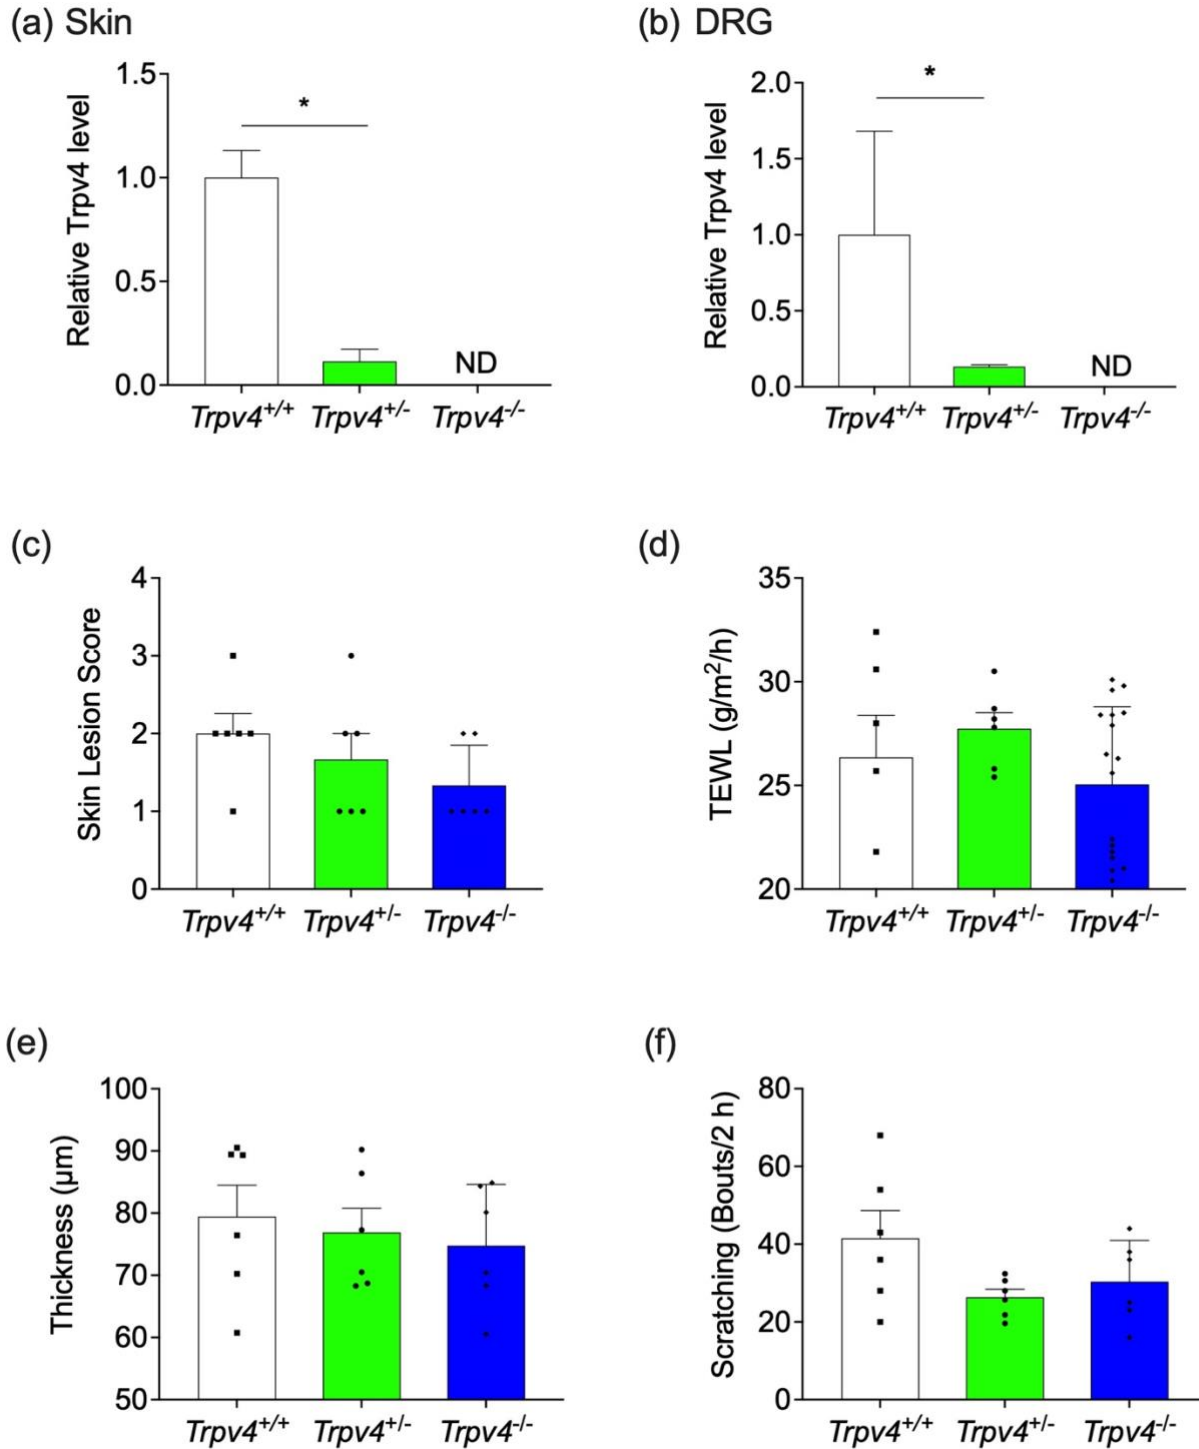 (a) Skin
Relative Trpv4 level
1.5
1.0
0.5
0.0
*
ND
Trpv4+/+ Trpv4+/- Trpv4-/-
(b) DRG
Relative Trpv4 level
2.0
1.5
1.0
0.5
0.0
*
ND
Trpv4+/+ Trpv4+/- Trpv4-/-
(c)
Skin Lesion Score
4
3
2
1
0
Trpv4+/+ Trpv4+/- Trpv4-/-
(d)
TEWL (g/m²/h)
35
30
25
20
Trpv4+/+ Trpv4+/- Trpv4-/-
(e)
Thickness (µm)
100
90
80
70
60
50
Trpv4+/+ Trpv4+/- Trpv4-/-
(f)
Scratching (Bouts/2 h)
80
60
40
20
0
Trpv4+/+ Trpv4+/- Trpv4-/-